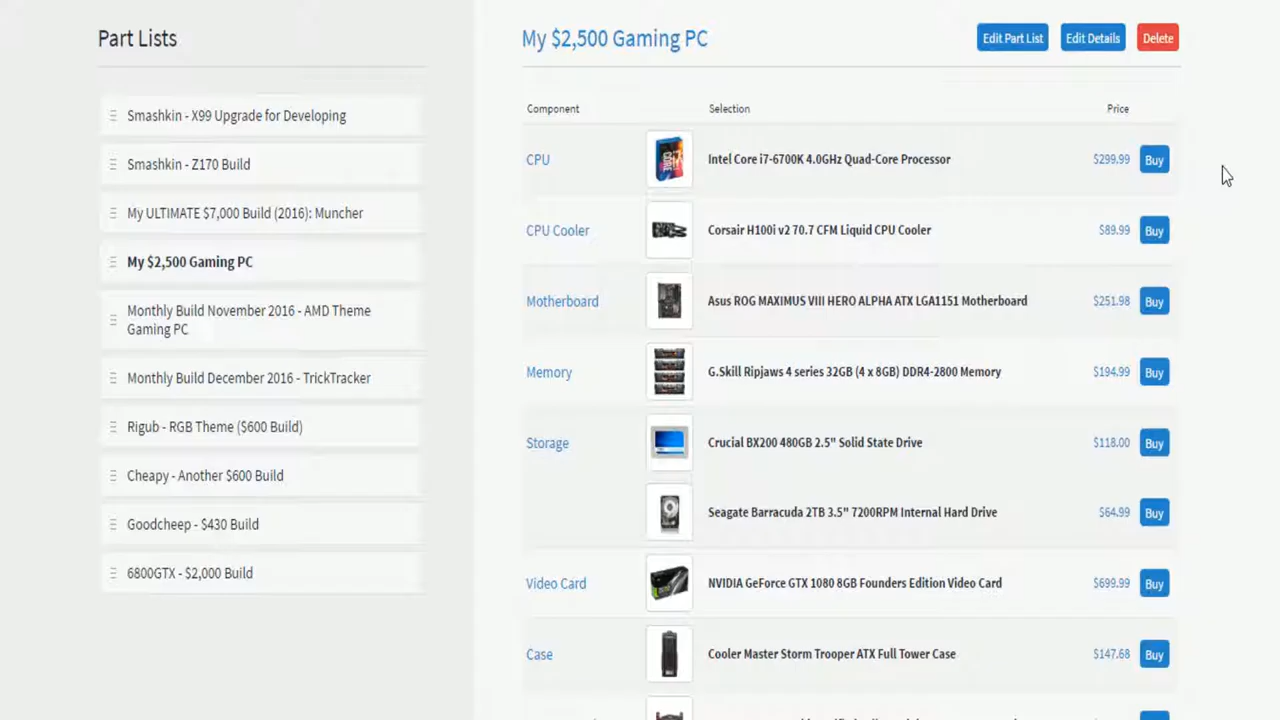 Part Lists
Smashkin - X99 Upgrade for Developing
Smashkin - Z170 Build
My ULTIMATE $7,000 Build (2016): Muncher
My $2,500 Gaming PC
Monthly Build November 2016 - AMD Theme
Gaming PC
Monthly Build December 2016 - TrickTracker
Rigub - RGB Theme ($600 Build)
Cheapy - Another $600 Build
Goodcheep - $430 Build
6800GTX - $2,000 Build
My $2,500 Gaming PC
Edit Part List Edit Details Delete
Component Selection Price
CPU Intel Core i7-6700K 4.0GHz Quad-Core Processor $299.99 Buy
CPU Cooler Corsair H100i v2 70.7 CFM Liquid CPU Cooler $89.99 Buy
Motherboard Asus ROG MAXIMUS VIII HERO ALPHA ATX LGA1151 Motherboard $251.98 Buy
Memory G.Skill Ripjaws 4 series 32GB (4 x 8GB) DDR4-2800 Memory $194.99 Buy
Storage Crucial BX200 480GB 2.5" Solid State Drive $118.00 Buy
Seagate Barracuda 2TB 3.5" 7200RPM Internal Hard Drive $64.99 Buy
Video Card NVIDIA GeForce GTX 1080 8GB Founders Edition Video Card $699.99 Buy
Case Cooler Master Storm Trooper ATX Full Tower Case $147.68 Buy